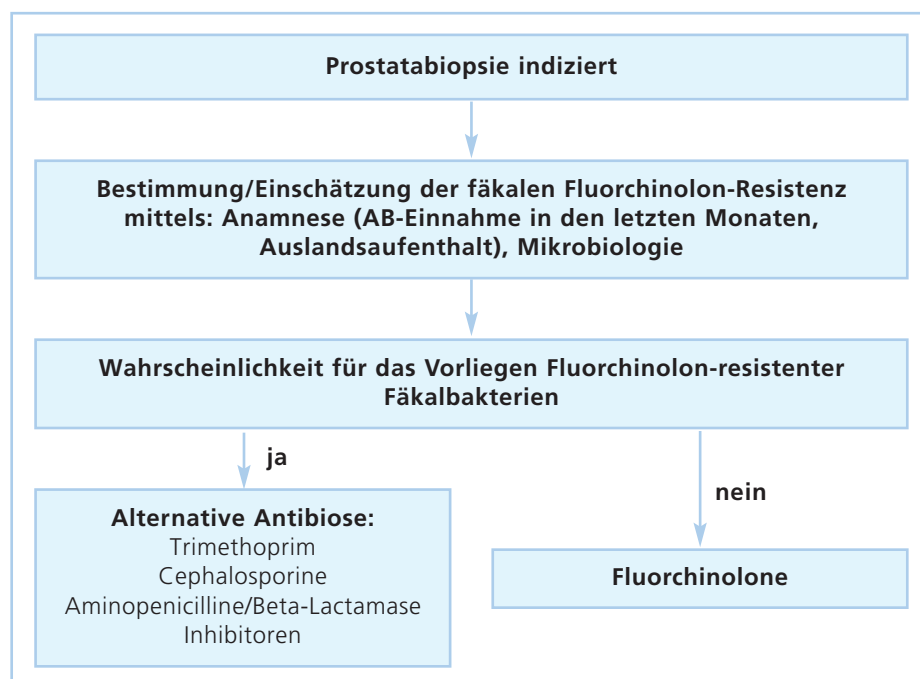 Prostatabiopsie indiziert
Bestimmung/Einschätzung der fäkalen Fluorchinolon-Resistenz
mittels: Anamnese (AB-Einnahme in den letzten Monaten,
Auslandsaufenthalt), Mikrobiologie
Wahrscheinlichkeit für das Vorliegen Fluorchinolon-resistenter
Fäkalbakterien
ja
nein
Alternative Antibiose:
Trimethoprim
Cephalosporine
Aminopenicilline/Beta-Lactamase
Inhibitoren
Fluorchinolone